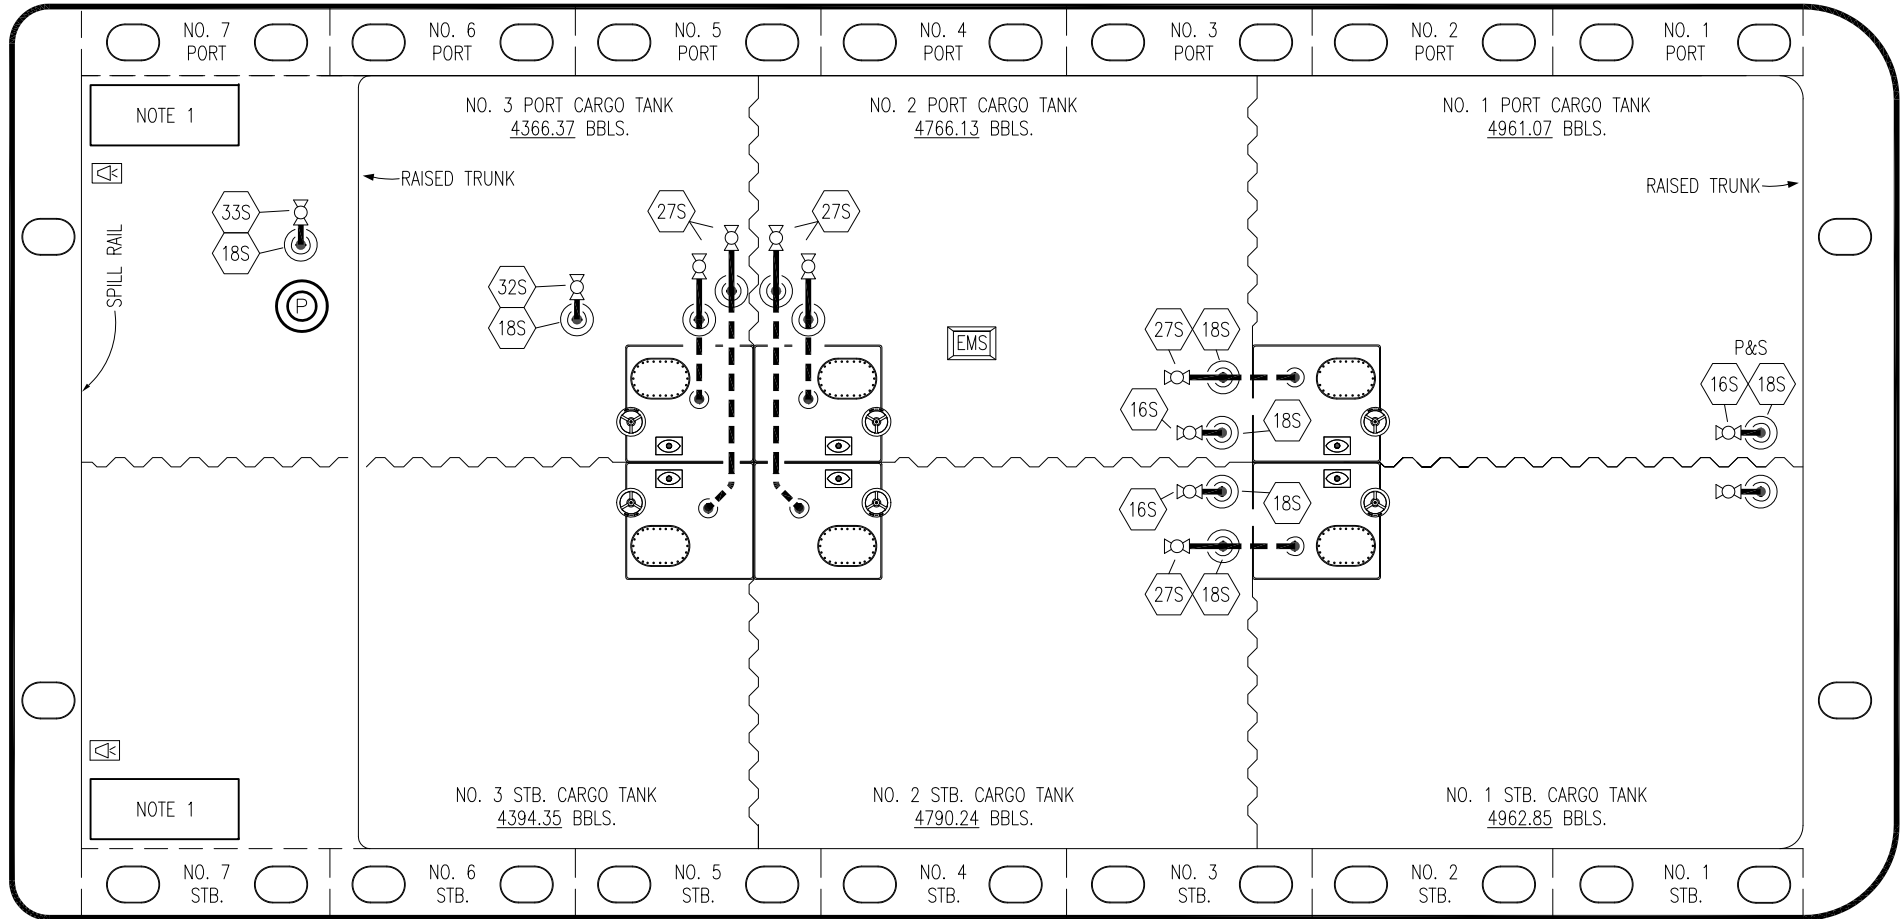 NO. 7
PORT
NO. 6
PORT
NO. 5
PORT
NO. 4
PORT
NO. 3
PORT
NO. 2
PORT
NO. 1
PORT
NOTE 1
NO. 3 PORT CARGO TANK
4366.37 BBLS.
NO. 2 PORT CARGO TANK
4766.13 BBLS.
NO. 1 PORT CARGO TANK
4961.07 BBLS.
RAISED TRUNK
RAISED TRUNK
SPILL RAIL
33S
18S
P
32S
18S
27S
27S
EMS
27S
18S
16S
18S
P&S
16S
18S
16S
18S
27S
18S
NO. 3 STB. CARGO TANK
4394.35 BBLS.
NO. 2 STB. CARGO TANK
4790.24 BBLS.
NO. 1 STB. CARGO TANK
4962.85 BBLS.
NOTE 1
NO. 7
STB.
NO. 6
STB.
NO. 5
STB.
NO. 4
STB.
NO. 3
STB.
NO. 2
STB.
NO. 1
STB.